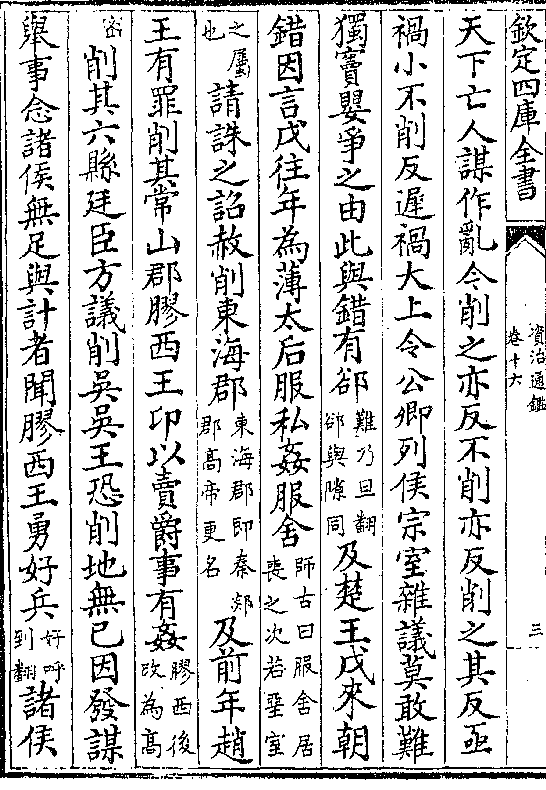 欽定四庫全書
資治通鑑
卷十六
三
天下亡人謀作亂今削之亦反不削亦反削之其反亟
禍小不削反遲禍大上令公卿列侯宗室雜議莫敢難
獨竇嬰爭之由此與錯有郤難乃旦翻郤與隙同及楚王戊來朝
錯因言戊往年為薄太后服私姦服舍師古曰服舍居喪之次若堊室
之屬也請誅之詔赦削東海郡東海郡即秦郯郡高帝更名及前年趙
王有罪削其常山郡膠西王卬以賣爵事有姦膠西後改為高
密削其六縣廷臣方議削吳吳王恐削地無已因發謀
舉事念諸侯無足與計者聞膠西王勇好兵好呼到翻諸侯